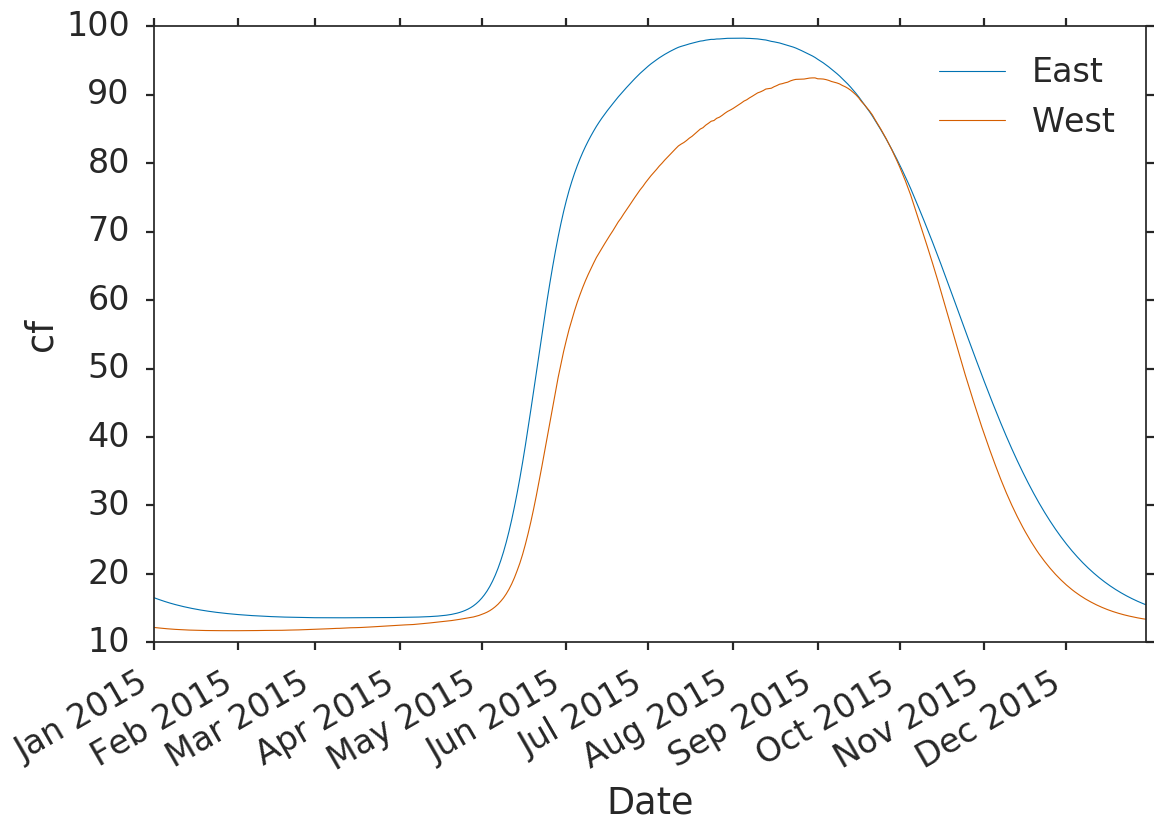 100
90
80
70
60
50
40
30
20
10
cf
East
West
Jan 2015
Feb 2015
Mar 2015
Apr 2015
May 2015
Jun 2015
Jul 2015
Aug 2015
Sep 2015
Oct 2015
Nov 2015
Dec 2015
Date